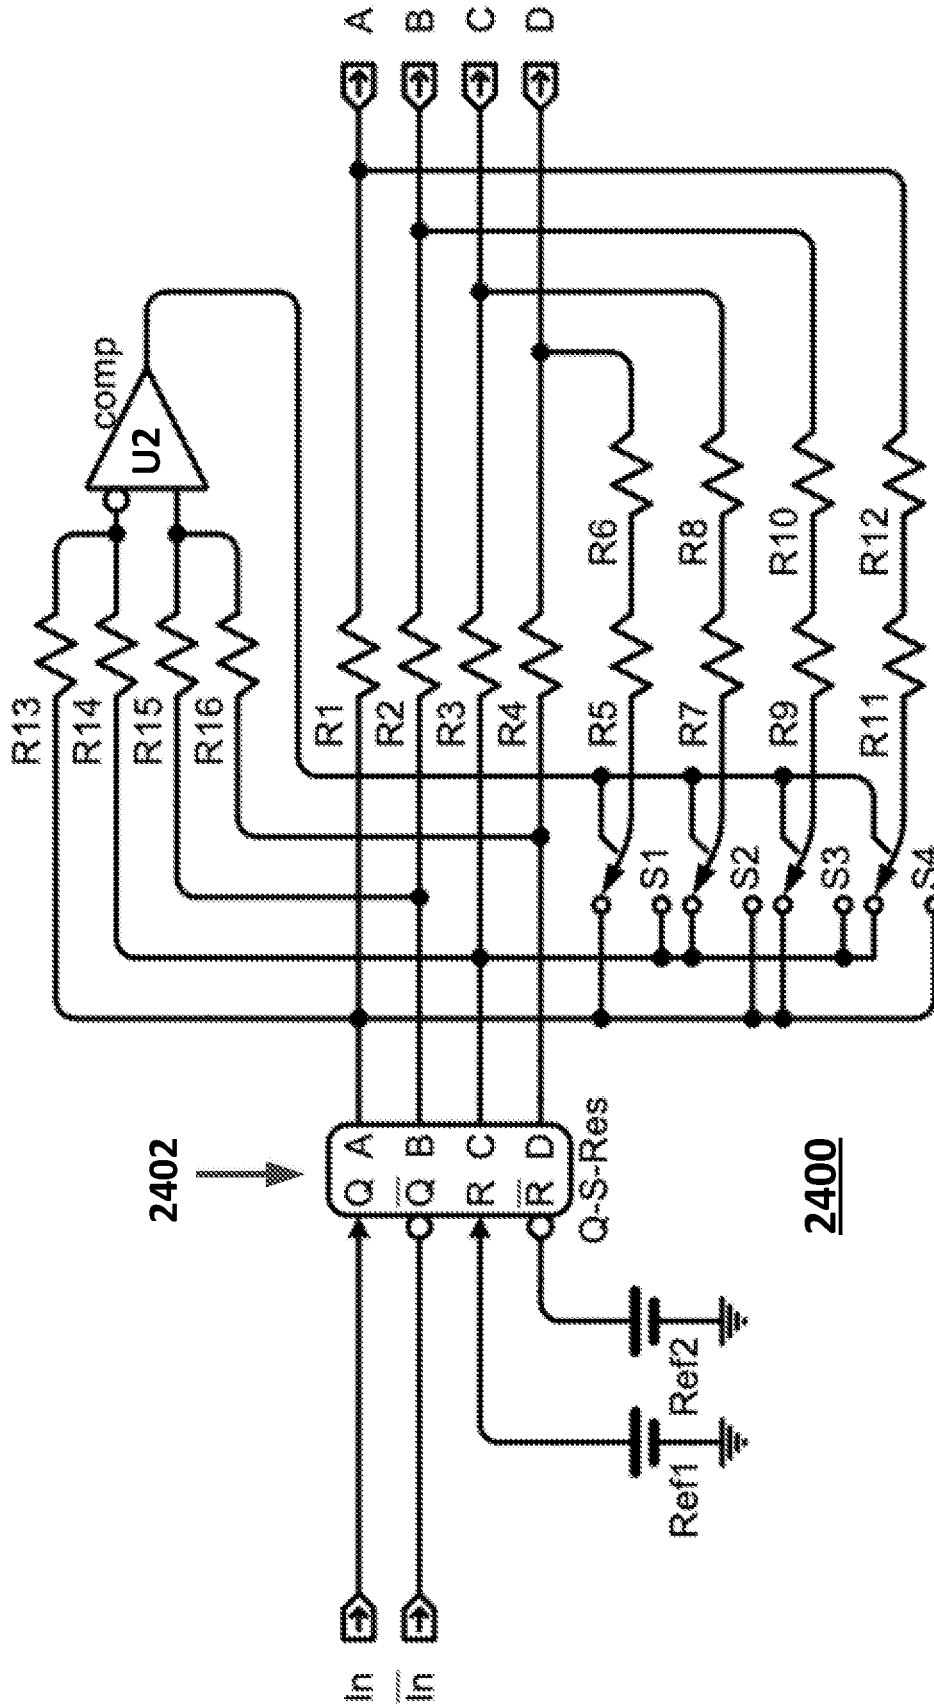 A
B
C
D
comp
U2
R13
R14
R15
R16
R1
R2
R3
R4
R6
R8
R10
R12
R5
R7
R9
R11
S1
S2
S3
S4
2402
Q A
Q̅ B
R C
R̅ D
Q-S-Res
2400
Ref2
Ref1
In
I̅n̅